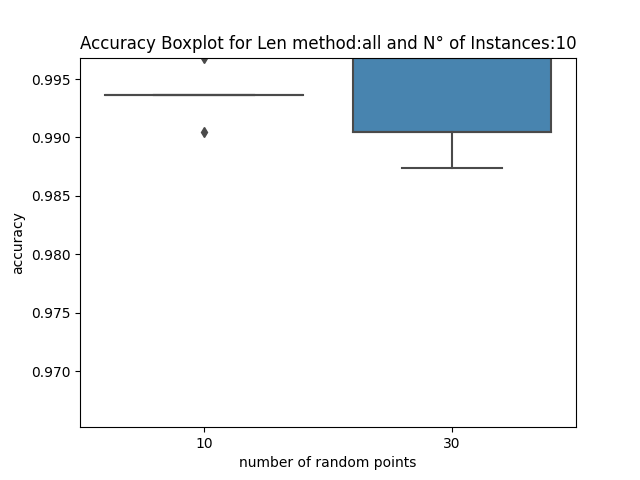 Accuracy Boxplot for Len method:all and N° of Instances:10
0.995
0.990
0.985
0.980
0.975
0.970
accuracy
10 30
number of random points